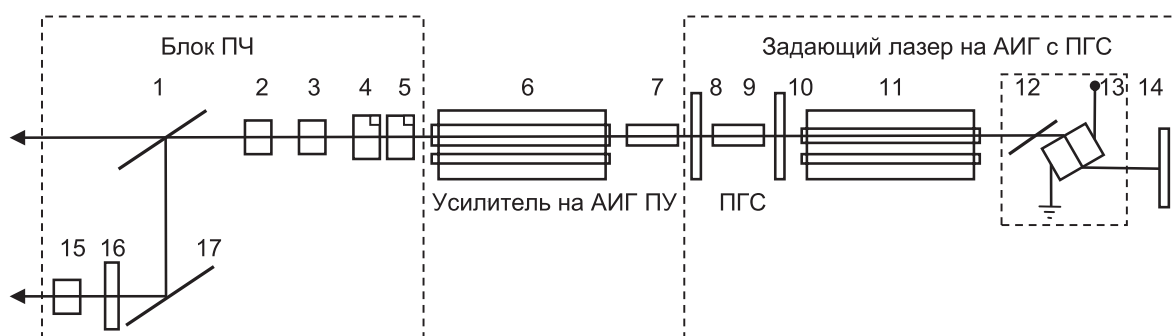 Блок ПЧ
Задающий лазер на АИГ с ПГС
1 2 3 4 5 6 7 8 9 10 11 12 13 14
Усилитель на АИГ ПУ ПГС
15 16 17